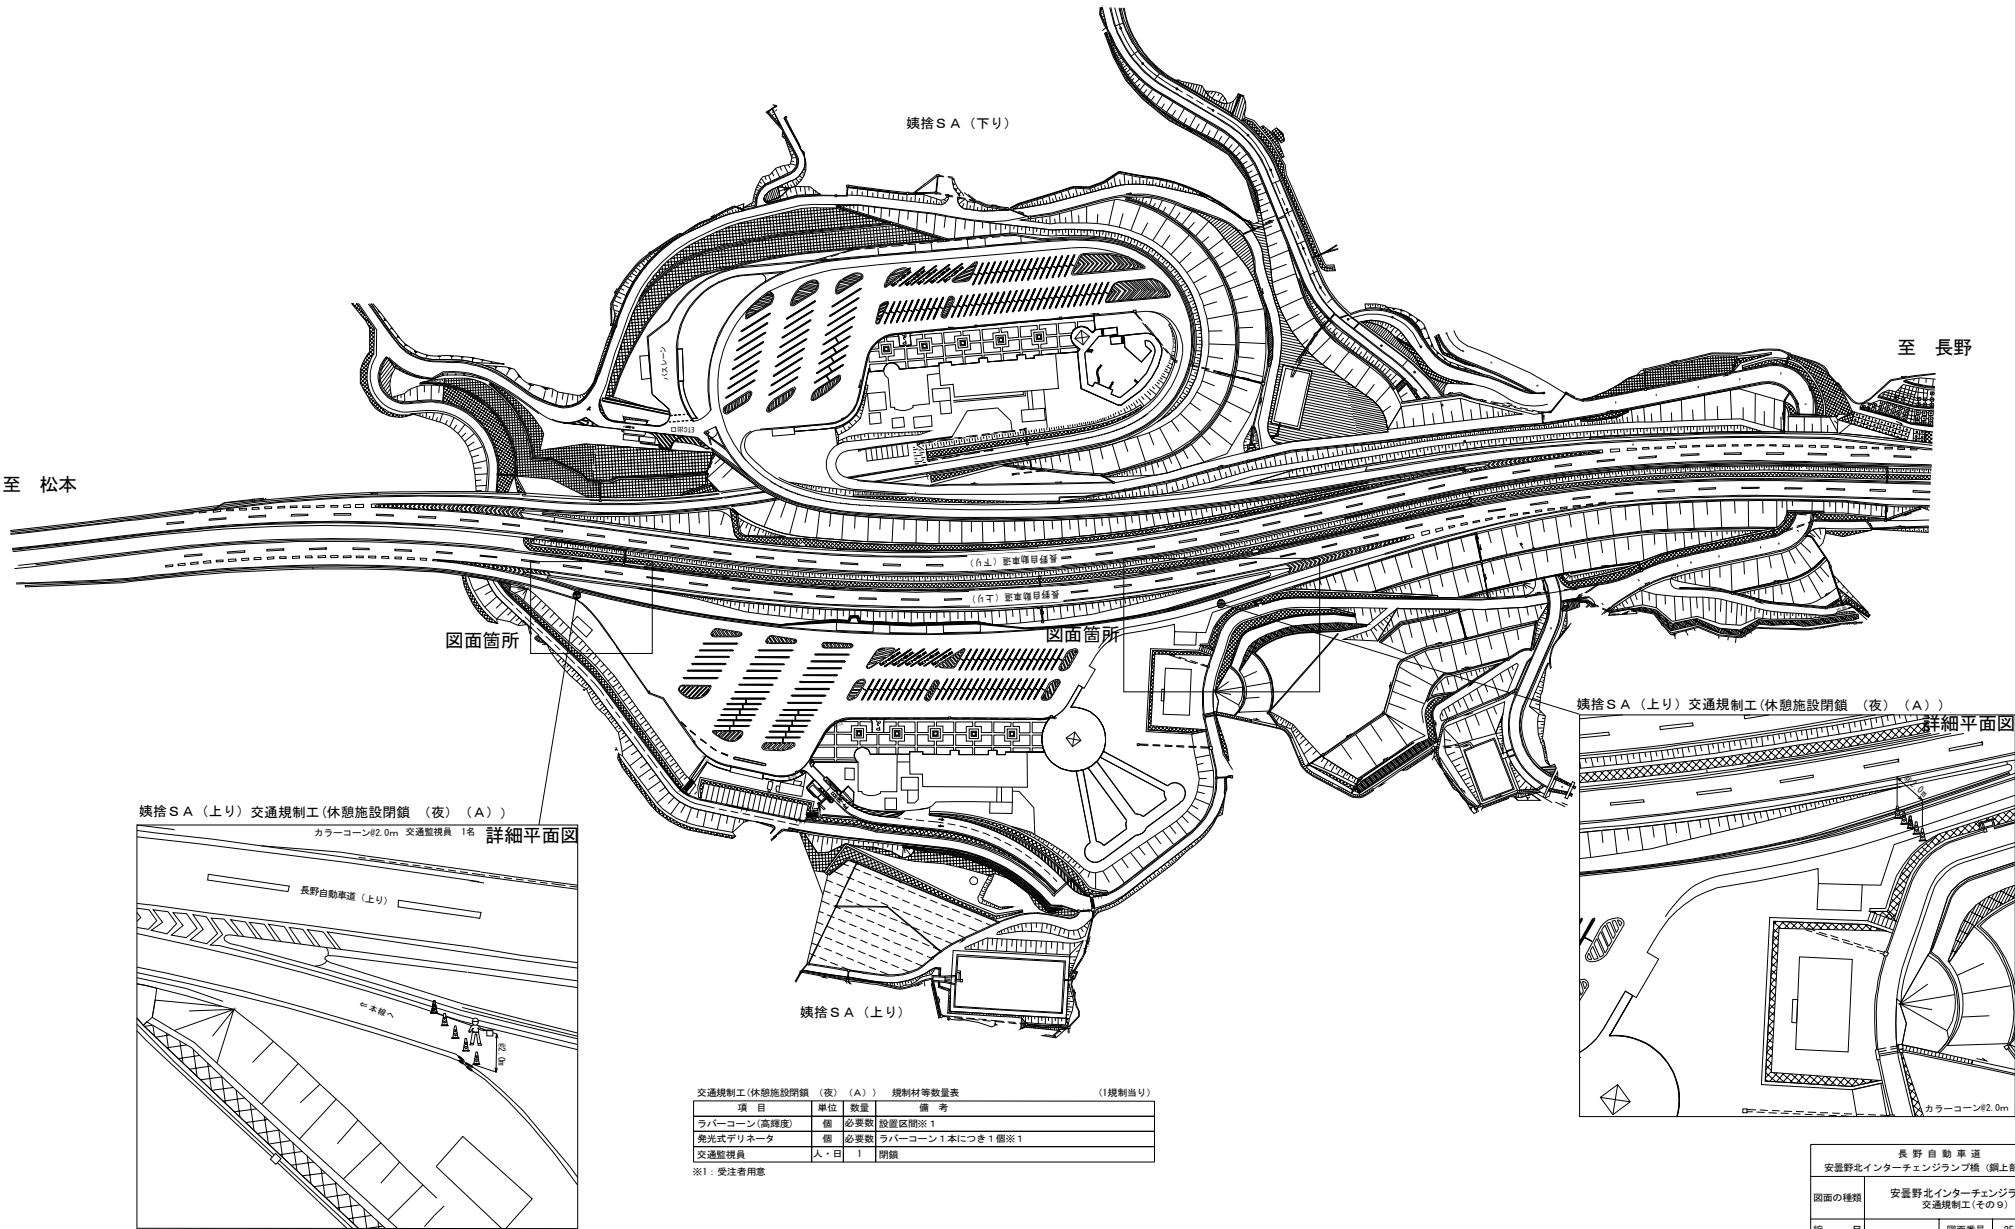 姨捨ＳＡ（下り）
至　長野
至　松本
バスレーン
ETC出口
長野自動車道（下り）
長野自動車道（上り）
図面箇所
図面箇所
姨捨ＳＡ（上り）交通規制工(休憩施設閉鎖　（夜）（Ａ）)
詳細平面図
カラーコーン@2.0m
姨捨ＳＡ（上り）交通規制工(休憩施設閉鎖　（夜）（Ａ）)
カラーコーン@2.0m　交通監視員　1名
詳細平面図
長野自動車道（上り）
⇐本線へ
@2.0m
姨捨ＳＡ（上り）
交通規制工(休憩施設閉鎖　（夜）（Ａ）)　規制材等数量表　(1規制当り)
項　目　単位　数量　備　考
ラバーコーン(高輝度)　個　必要数　設置区間※１
発光式デリネータ　個　必要数　ラバーコーン１本につき１個※１
交通監視員　人・日　1　閉鎖
※1：受注者用意
長 野 自 動 車 道
安曇野北インターチェンジランプ橋（鋼上部
図面の種類　安曇野北インターチェンジラ
交通規制工(その９)
図面番号